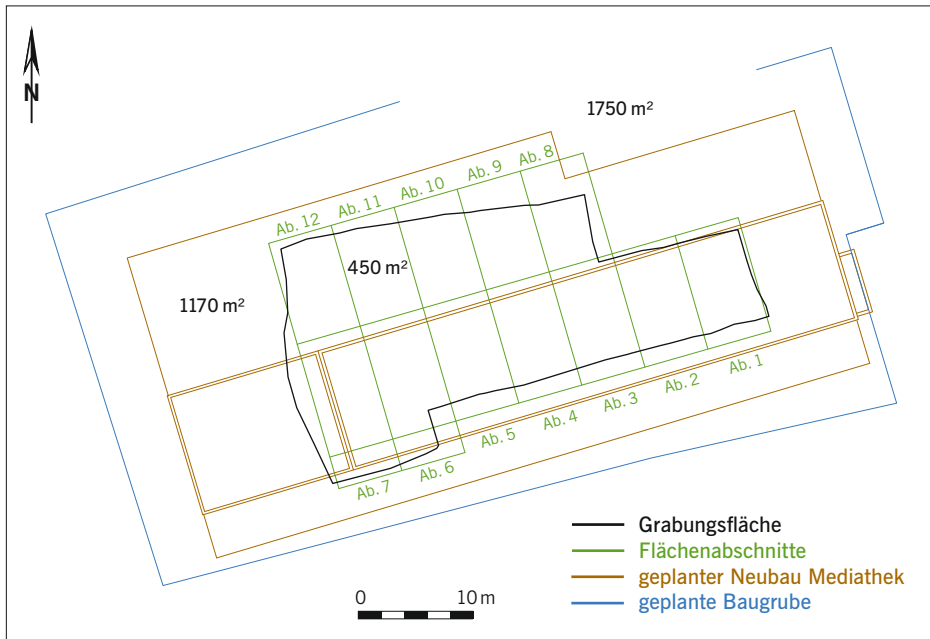 N
1750 m²
Ab. 8
Ab. 9
Ab. 10
Ab. 11
Ab. 12
450 m²
1170 m²
Ab. 1
Ab. 2
Ab. 3
Ab. 4
Ab. 5
Ab. 6
Ab. 7
Grabungsfläche
Flächenabschnitte
geplanter Neubau Mediathek
geplante Baugrube
0 10 m